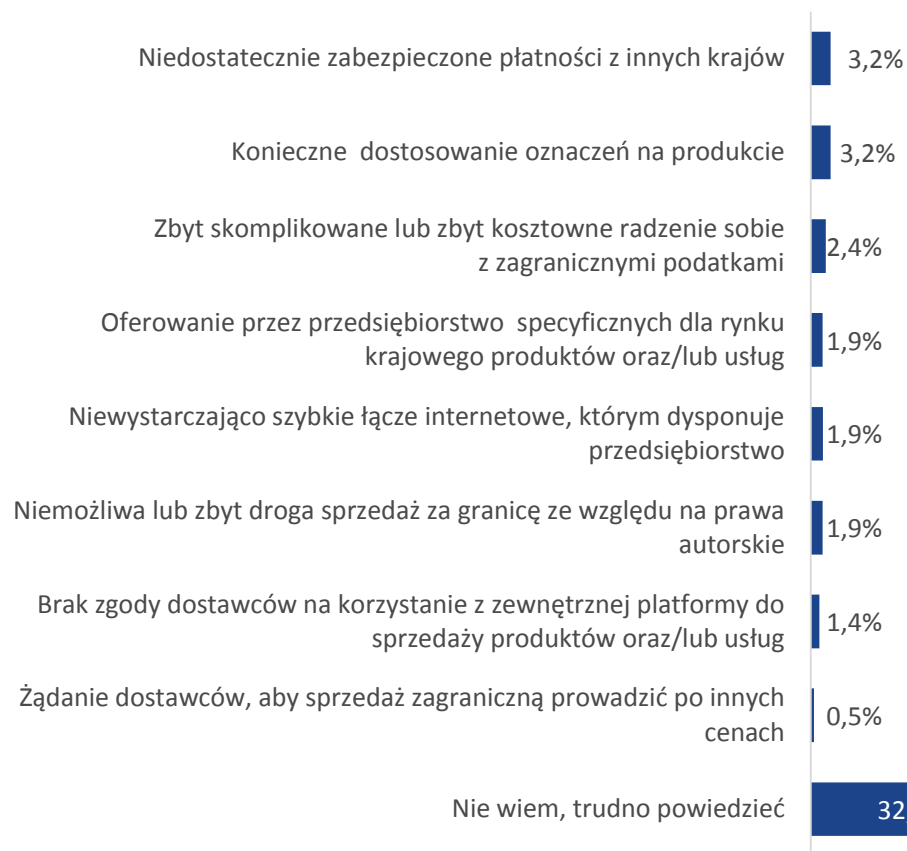 Niedostatecznie zabezpieczone płatności z innych krajów
3,2%
Konieczne  dostosowanie oznaczeń na produkcie
3,2%
Zbyt skomplikowane lub zbyt kosztowne radzenie sobie
z zagranicznymi podatkami
2,4%
Oferowanie przez przedsiębiorstwo  specyficznych dla rynku
krajowego produktów oraz/lub usług
1,9%
Niewystarczająco szybkie łącze internetowe, którym dysponuje
przedsiębiorstwo
1,9%
Niemożliwa lub zbyt droga sprzedaż za granicę ze względu na prawa
autorskie
1,9%
Brak zgody dostawców na korzystanie z zewnętrznej platformy do
sprzedaży produktów oraz/lub usług
1,4%
Żądanie dostawców, aby sprzedaż zagraniczną prowadzić po innych
cenach
0,5%
Nie wiem, trudno powiedzieć
32